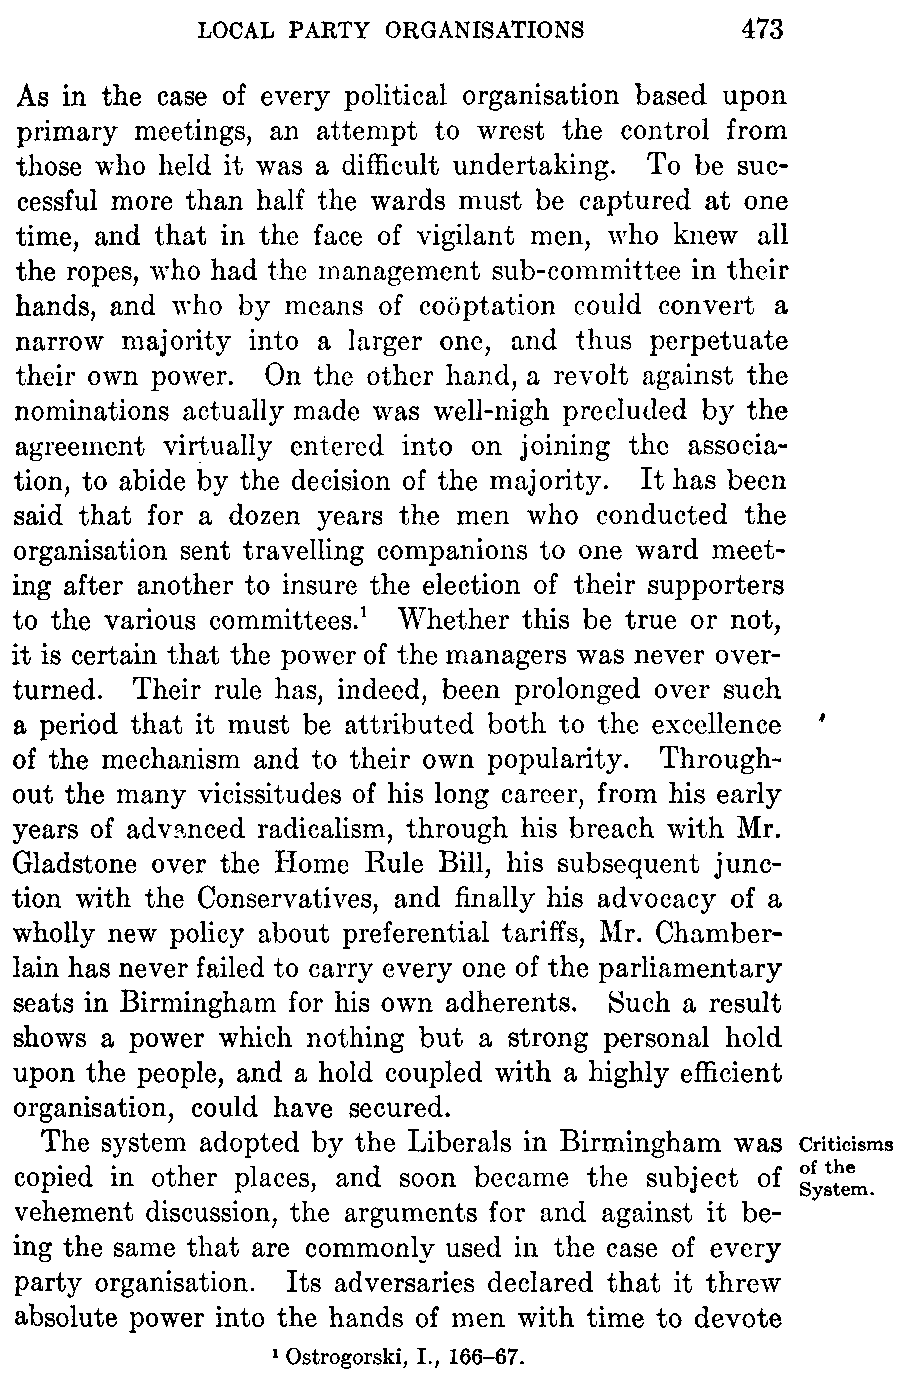 LOCAL PARTY ORGANISATIONS 473
As in the case of every political organisation based upon
primary meetings, an attempt to wrest the control from
those who held it was a difficult undertaking. To be suc-
cessful more than half the wards must be captured at one
time, and that in the face of vigilant men, who knew all
the ropes, who had the management sub-committee in their
hands, and who by means of coöptation could convert a
narrow majority into a larger one, and thus perpetuate
their own power. On the other hand, a revolt against the
nominations actually made was well-nigh precluded by the
agreement virtually entered into on joining the associa-
tion, to abide by the decision of the majority. It has been
said that for a dozen years the men who conducted the
organisation sent travelling companions to one ward meet-
ing after another to insure the election of their supporters
to the various committees.¹ Whether this be true or not,
it is certain that the power of the managers was never over-
turned. Their rule has, indeed, been prolonged over such
a period that it must be attributed both to the excellence
of the mechanism and to their own popularity. Through-
out the many vicissitudes of his long career, from his early
years of advanced radicalism, through his breach with Mr.
Gladstone over the Home Rule Bill, his subsequent junc-
tion with the Conservatives, and finally his advocacy of a
wholly new policy about preferential tariffs, Mr. Chamber-
lain has never failed to carry every one of the parliamentary
seats in Birmingham for his own adherents. Such a result
shows a power which nothing but a strong personal hold
upon the people, and a hold coupled with a highly efficient
organisation, could have secured.
The system adopted by the Liberals in Birmingham was
copied in other places, and soon became the subject of
vehement discussion, the arguments for and against it be-
ing the same that are commonly used in the case of every
party organisation. Its adversaries declared that it threw
absolute power into the hands of men with time to devote
Criticisms
of the
System.
¹ Ostrogorski, I., 166–67.